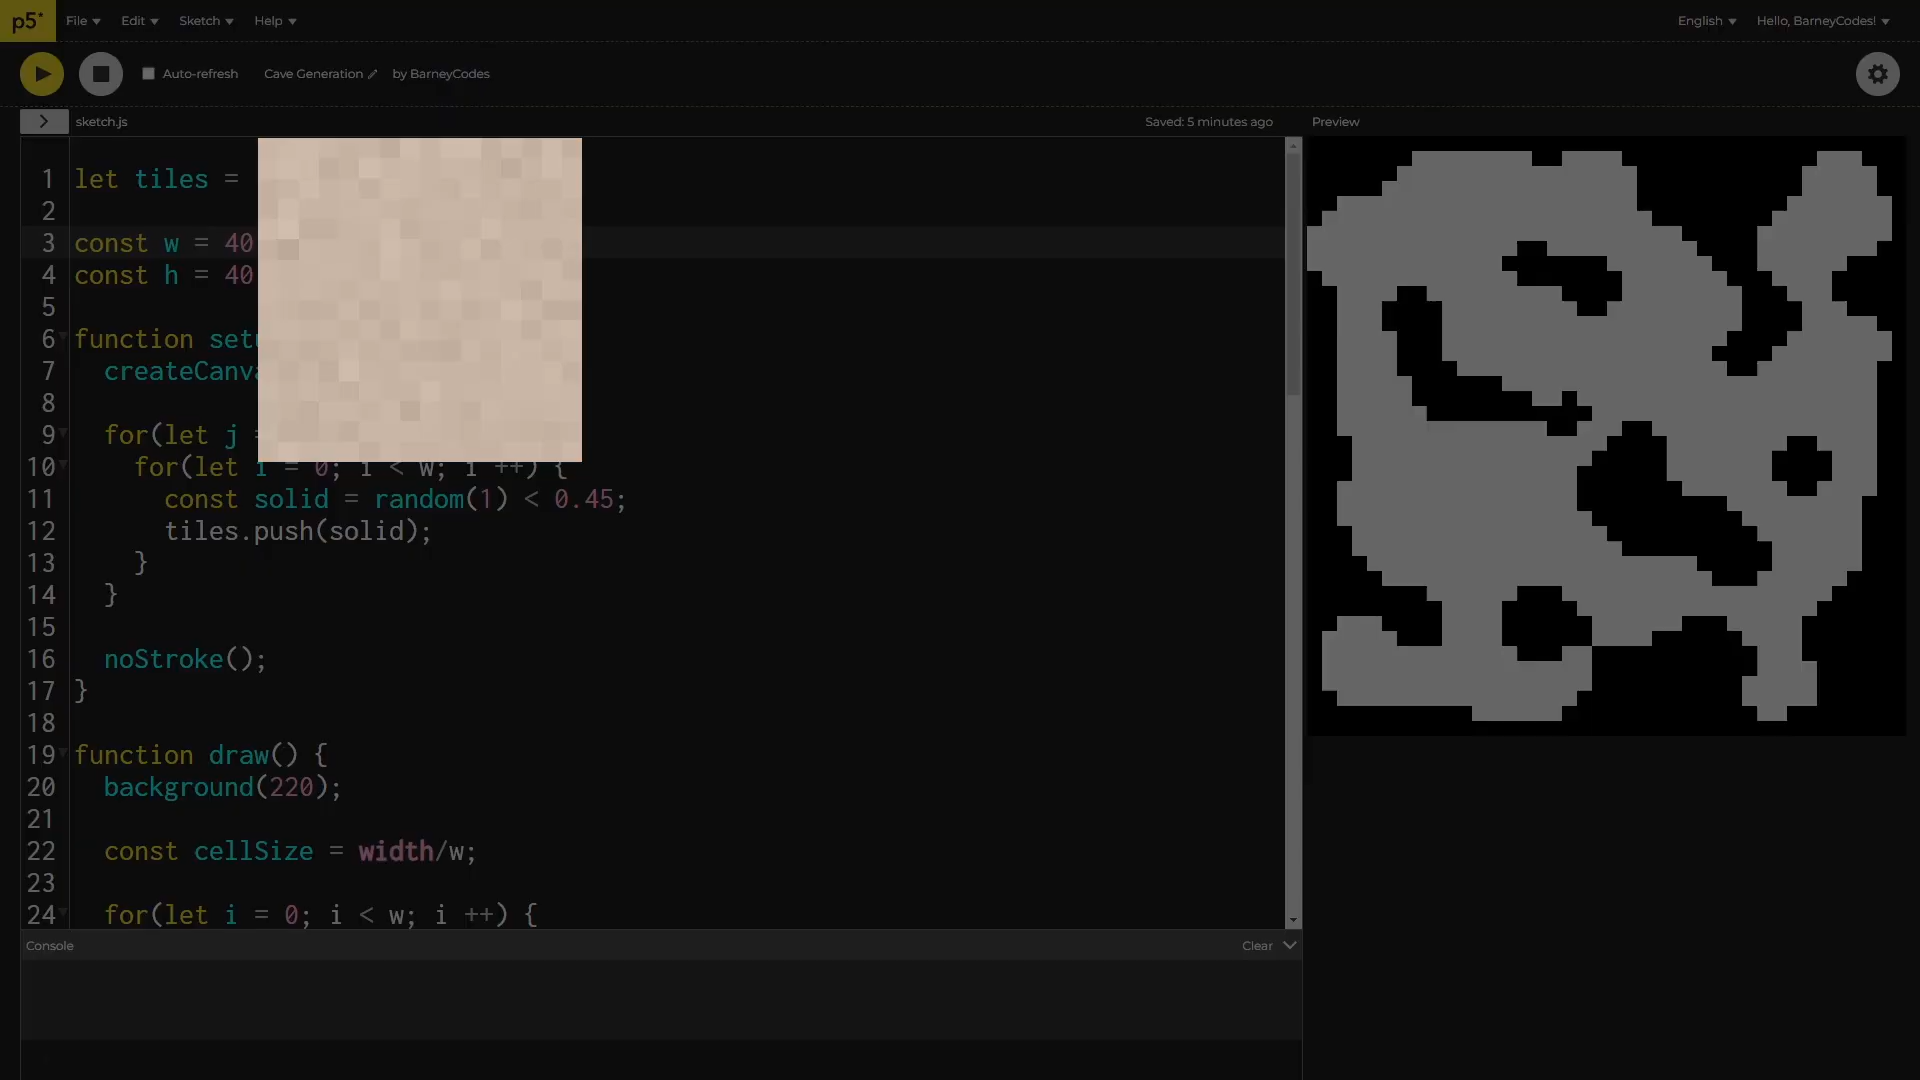 p5*
File Edit Sketch Help English Hello, BarneyCodes!
Auto-refresh Cave Generation by BarneyCodes
sketch.js Saved: 5 minutes ago Preview
1 let tiles =
2
3 const w = 40
4 const h = 40
5
6 function
7
8
9 for(let j
10 for(let i = 0; i < w; i ++) {
11 const solid = random(1) < 0.45;
12 tiles.push(solid);
13 }
14 }
15
16 noStroke();
17 }
18
19 function draw() {
20 background(220);
21
22 const cellSize = width/w;
23
24 for(let i = 0; i < w; i ++) {
Console Clear